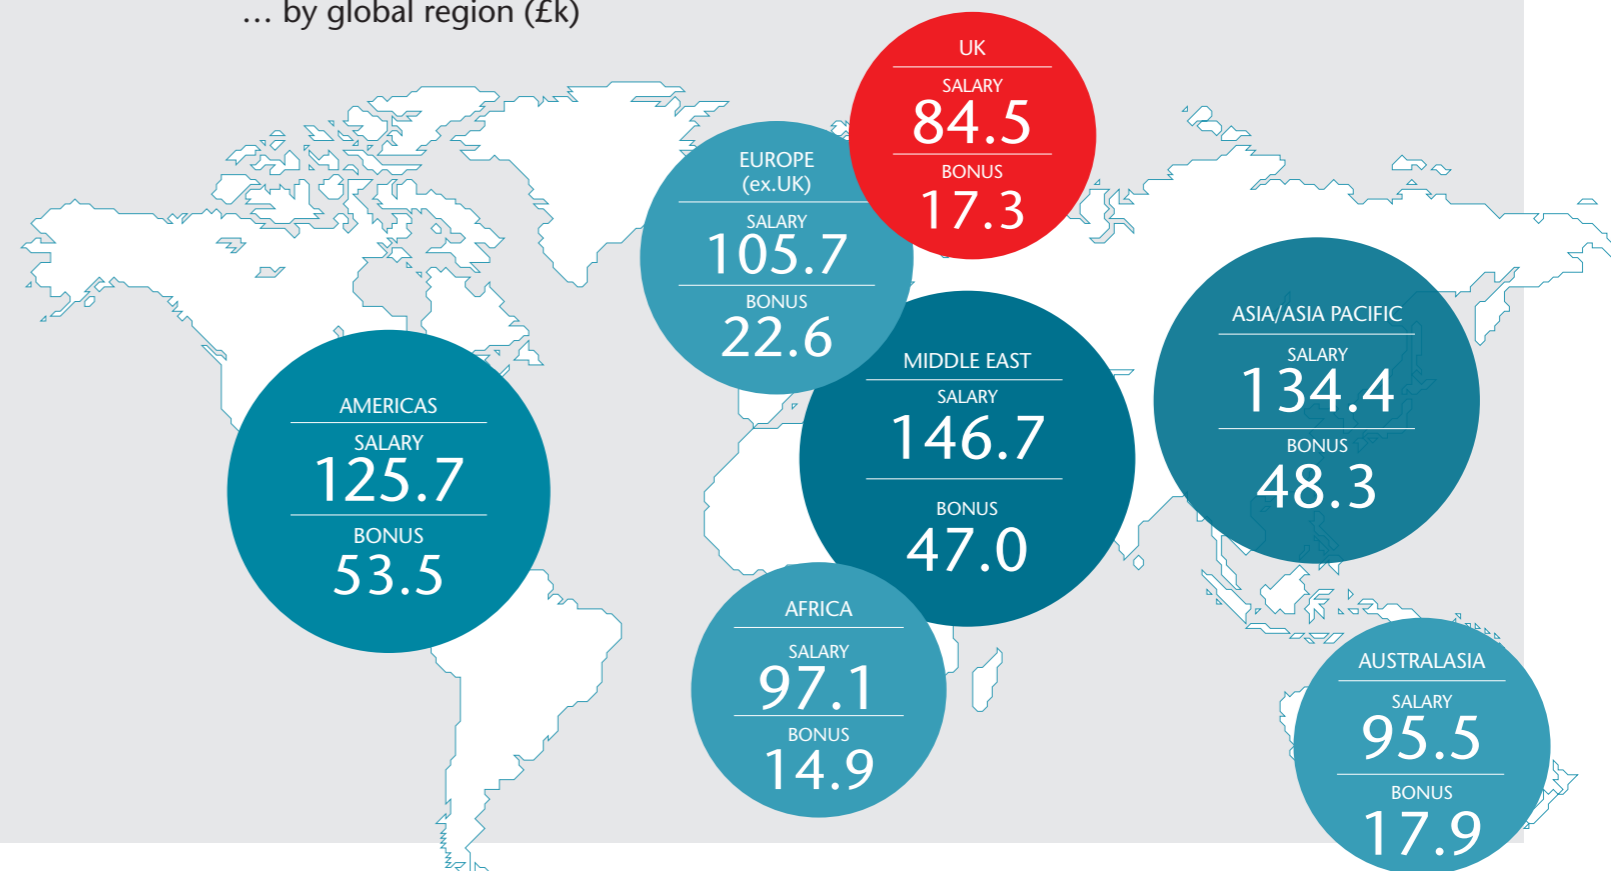 ... by global region (£k)
UK
SALARY
84.5
BONUS
17.3
EUROPE
(ex.UK)
SALARY
105.7
BONUS
22.6
ASIA/ASIA PACIFIC
SALARY
134.4
BONUS
48.3
MIDDLE EAST
SALARY
146.7
BONUS
47.0
AMERICAS
SALARY
125.7
BONUS
53.5
AFRICA
SALARY
97.1
BONUS
14.9
AUSTRALASIA
SALARY
95.5
BONUS
17.9